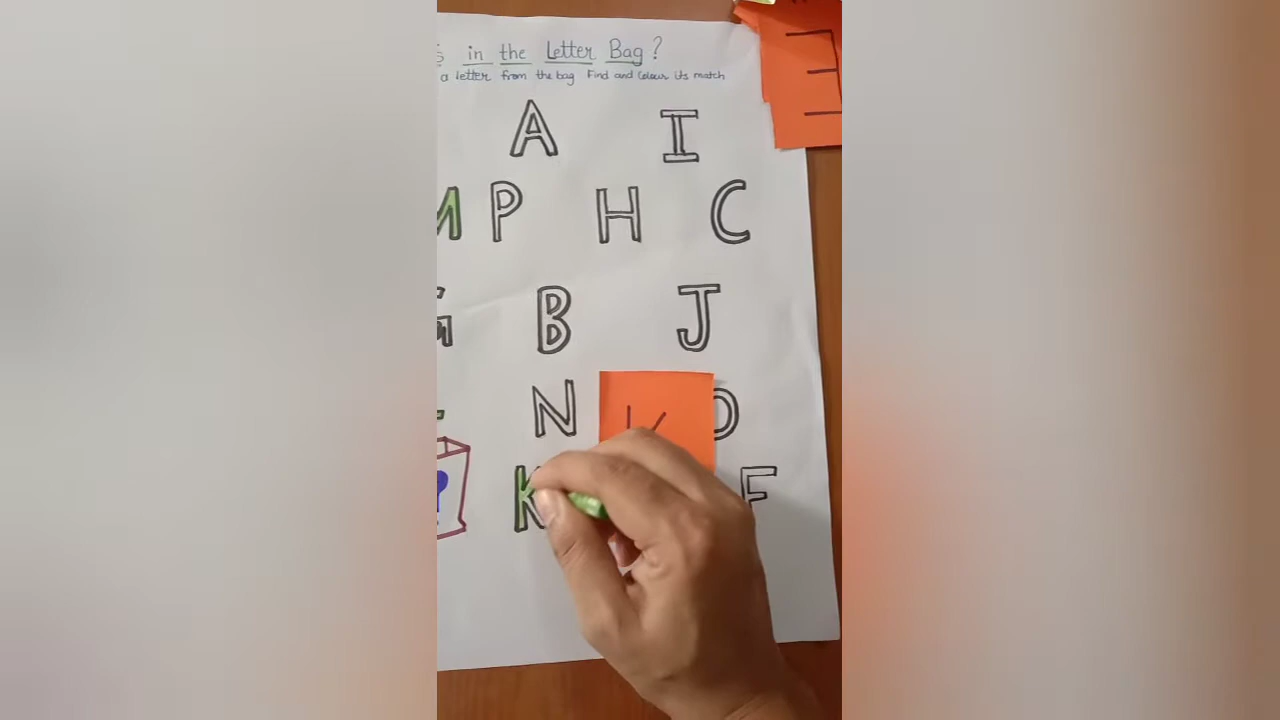 in the Letter Bag?
a letter from the bag Find and Colour its match
A I
M P H C
G B J
N K O
? K F
E